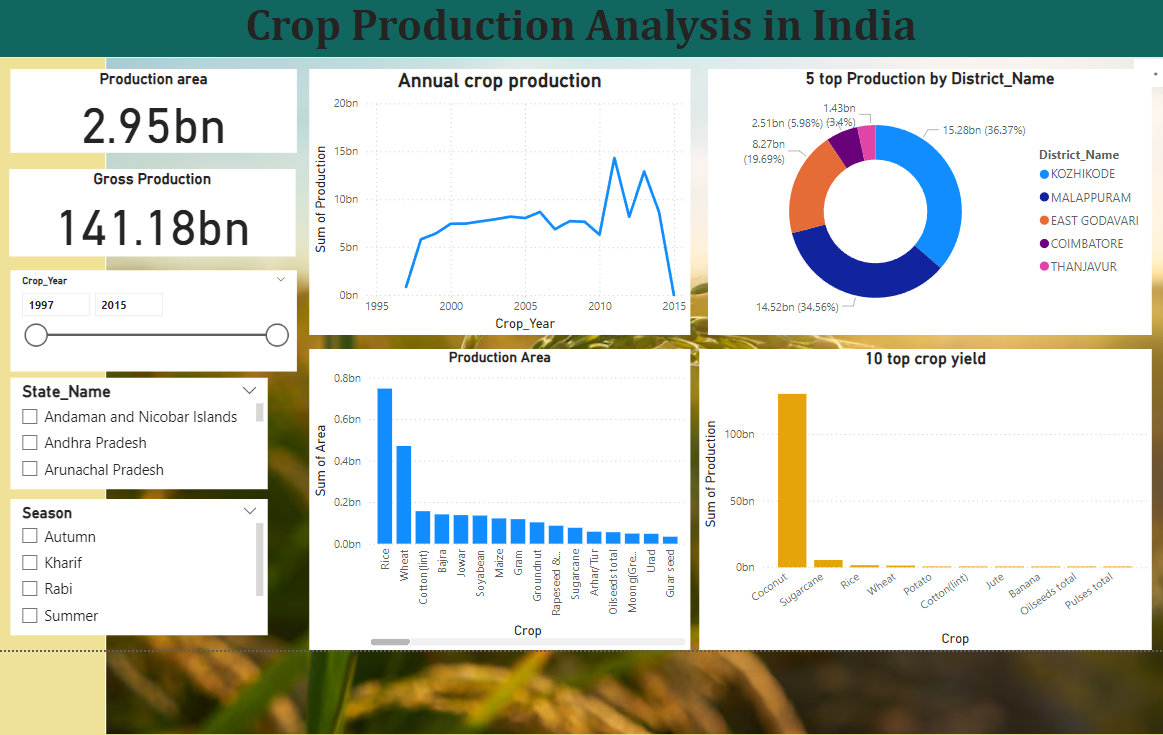 Crop Production Analysis in India
Production area
2.95bn
Gross Production
141.18bn
Crop_Year
1997 2015
State_Name
Andaman and Nicobar Islands
Andhra Pradesh
Arunachal Pradesh
Season
Autumn
Kharif
Rabi
Summer
Annual crop production
Sum of Production
20bn
15bn
10bn
5bn
0bn
1995 2000 2005 2010 2015
Crop_Year
5 top Production by District_Name
1.43bn
(3.4%)
2.51bn (5.98%)
8.27bn
(19.69%)
15.28bn (36.37%)
14.52bn (34.56%)
District_Name
KOZHIKODE
MALAPPURAM
EAST GODAVARI
COIMBATORE
THANJAVUR
Production Area
Sum of Area
0.8bn
0.6bn
0.4bn
0.2bn
0.0bn
Rice
Wheat
Cotton(lint)
Bajra
Jowar
Soyabean
Maize
Gram
Groundnut
Rapeseed &...
Sugarcane
Arhar/Tur
Oilseeds total
Moong(Gre...
Urad
Guar seed
Crop
10 top crop yield
Sum of Production
100bn
50bn
0bn
Coconut
Sugarcane
Rice
Wheat
Potato
Cotton(lint)
Jute
Banana
Oilseeds total
Pulses total
Crop